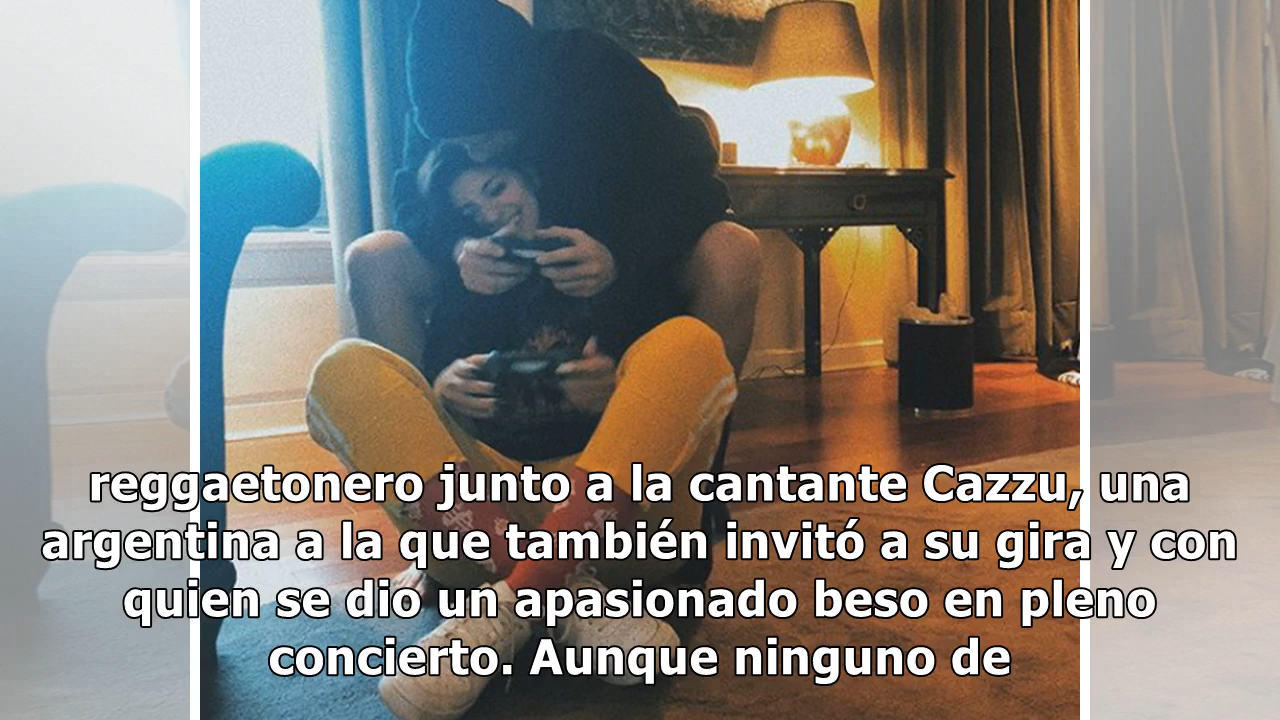 reggaetonero junto a la cantante Cazzu, una
argentina a la que también invitó a su gira y con
quien se dio un apasionado beso en pleno
concierto. Aunque ninguno de